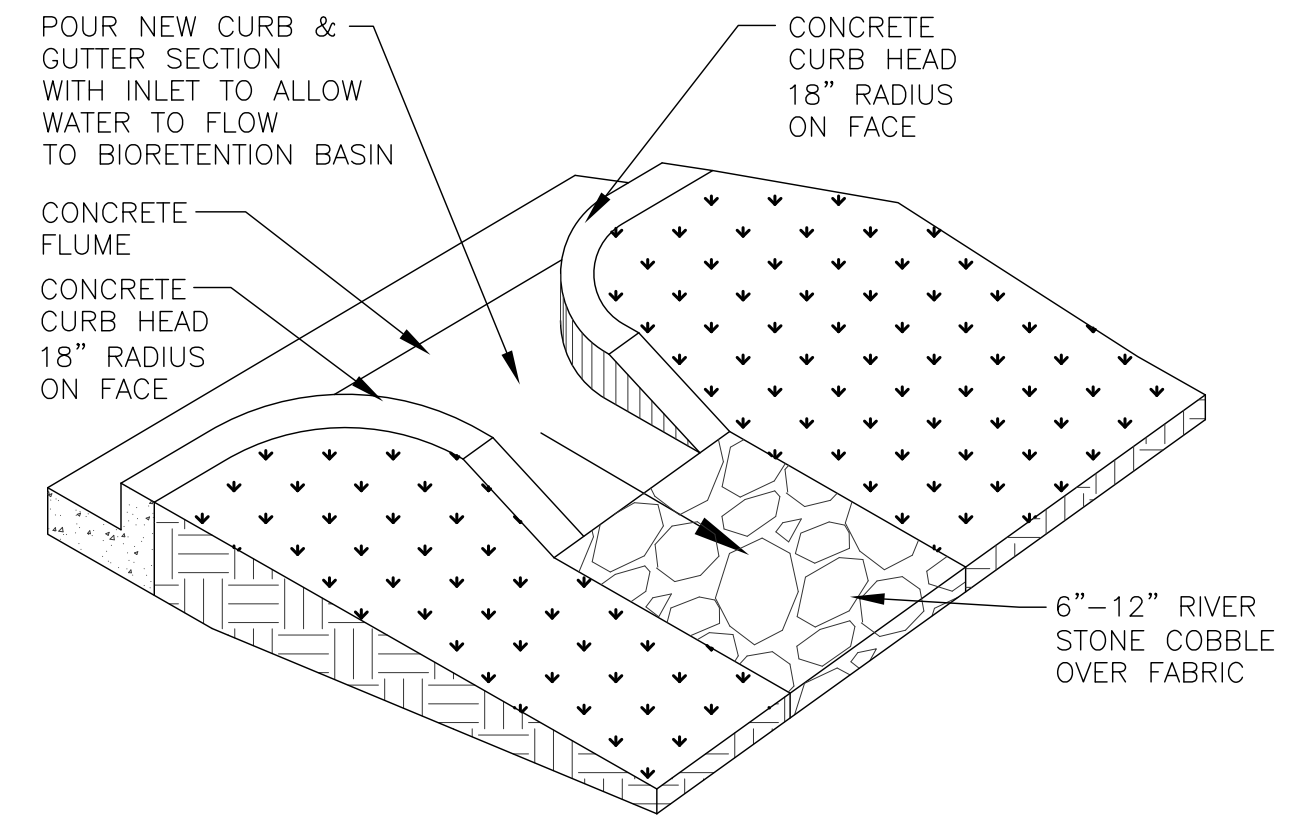 POUR NEW CURB &
GUTTER SECTION
WITH INLET TO ALLOW
WATER TO FLOW
TO BIORETENTION BASIN
CONCRETE
CURB HEAD
18” RADIUS
ON FACE
CONCRETE
FLUME
CONCRETE
CURB HEAD
18” RADIUS
ON FACE
6”–12” RIVER
STONE COBBLE
OVER FABRIC